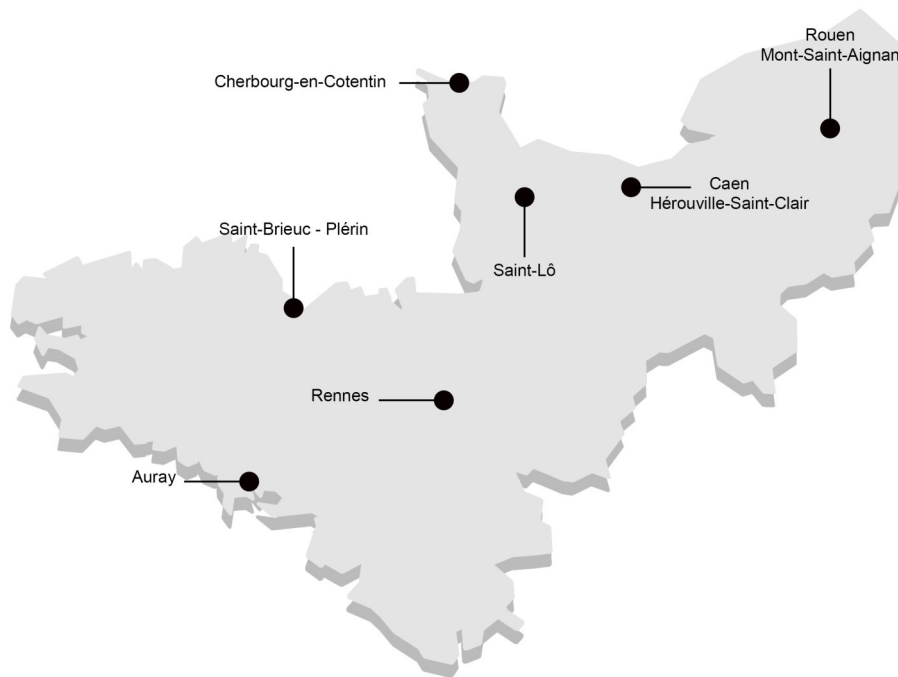 Rouen
Mont-Saint-Aignan
Cherbourg-en-Cotentin
Caen
Hérouville-Saint-Clair
Saint-Brieuc - Plérin
Saint-Lô
Rennes
Auray